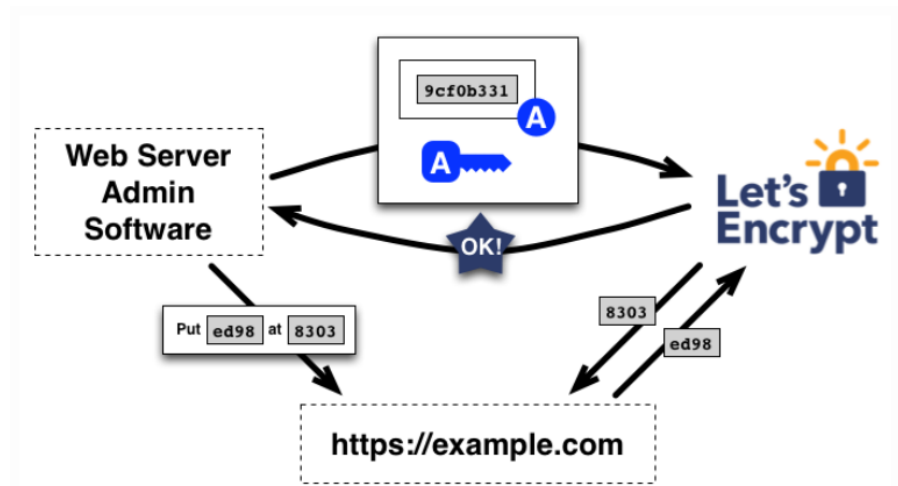 9cf0b331
A
A
Web Server
Admin
Software
Let's
Encrypt
OK!
Put ed98 at 8303
8303
ed98
https://example.com